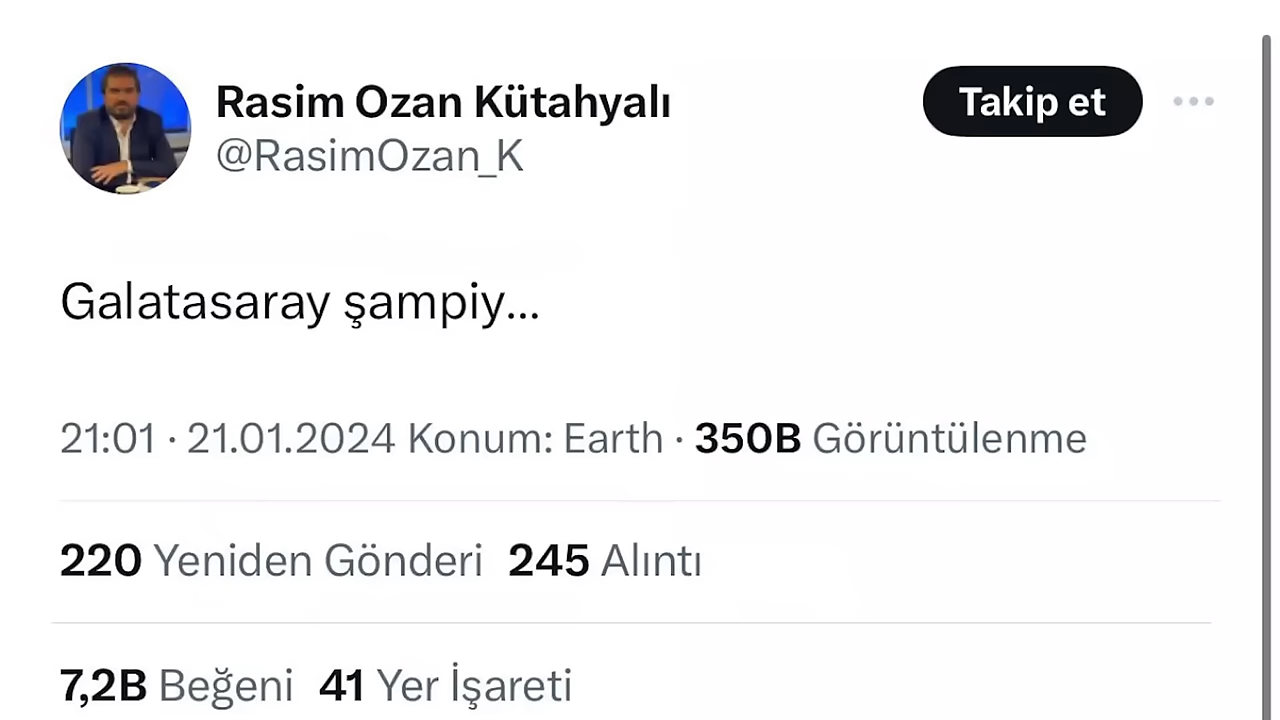 Rasim Ozan Kütahyalı
Takip et
@RasimOzan_K
Galatasaray şampiy...
21:01 · 21.01.2024 Konum: Earth · 350B Görüntülenme
220 Yeniden Gönderi 245 Alıntı
7,2B Beğeni 41 Yer İşareti